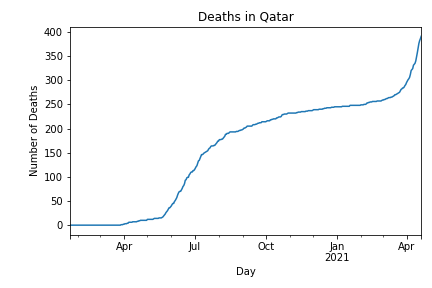 Deaths in Qatar
400
350
300
250
200
150
100
50
0
Number of Deaths
Apr
Jul
Oct
Jan
2021
Apr
Day